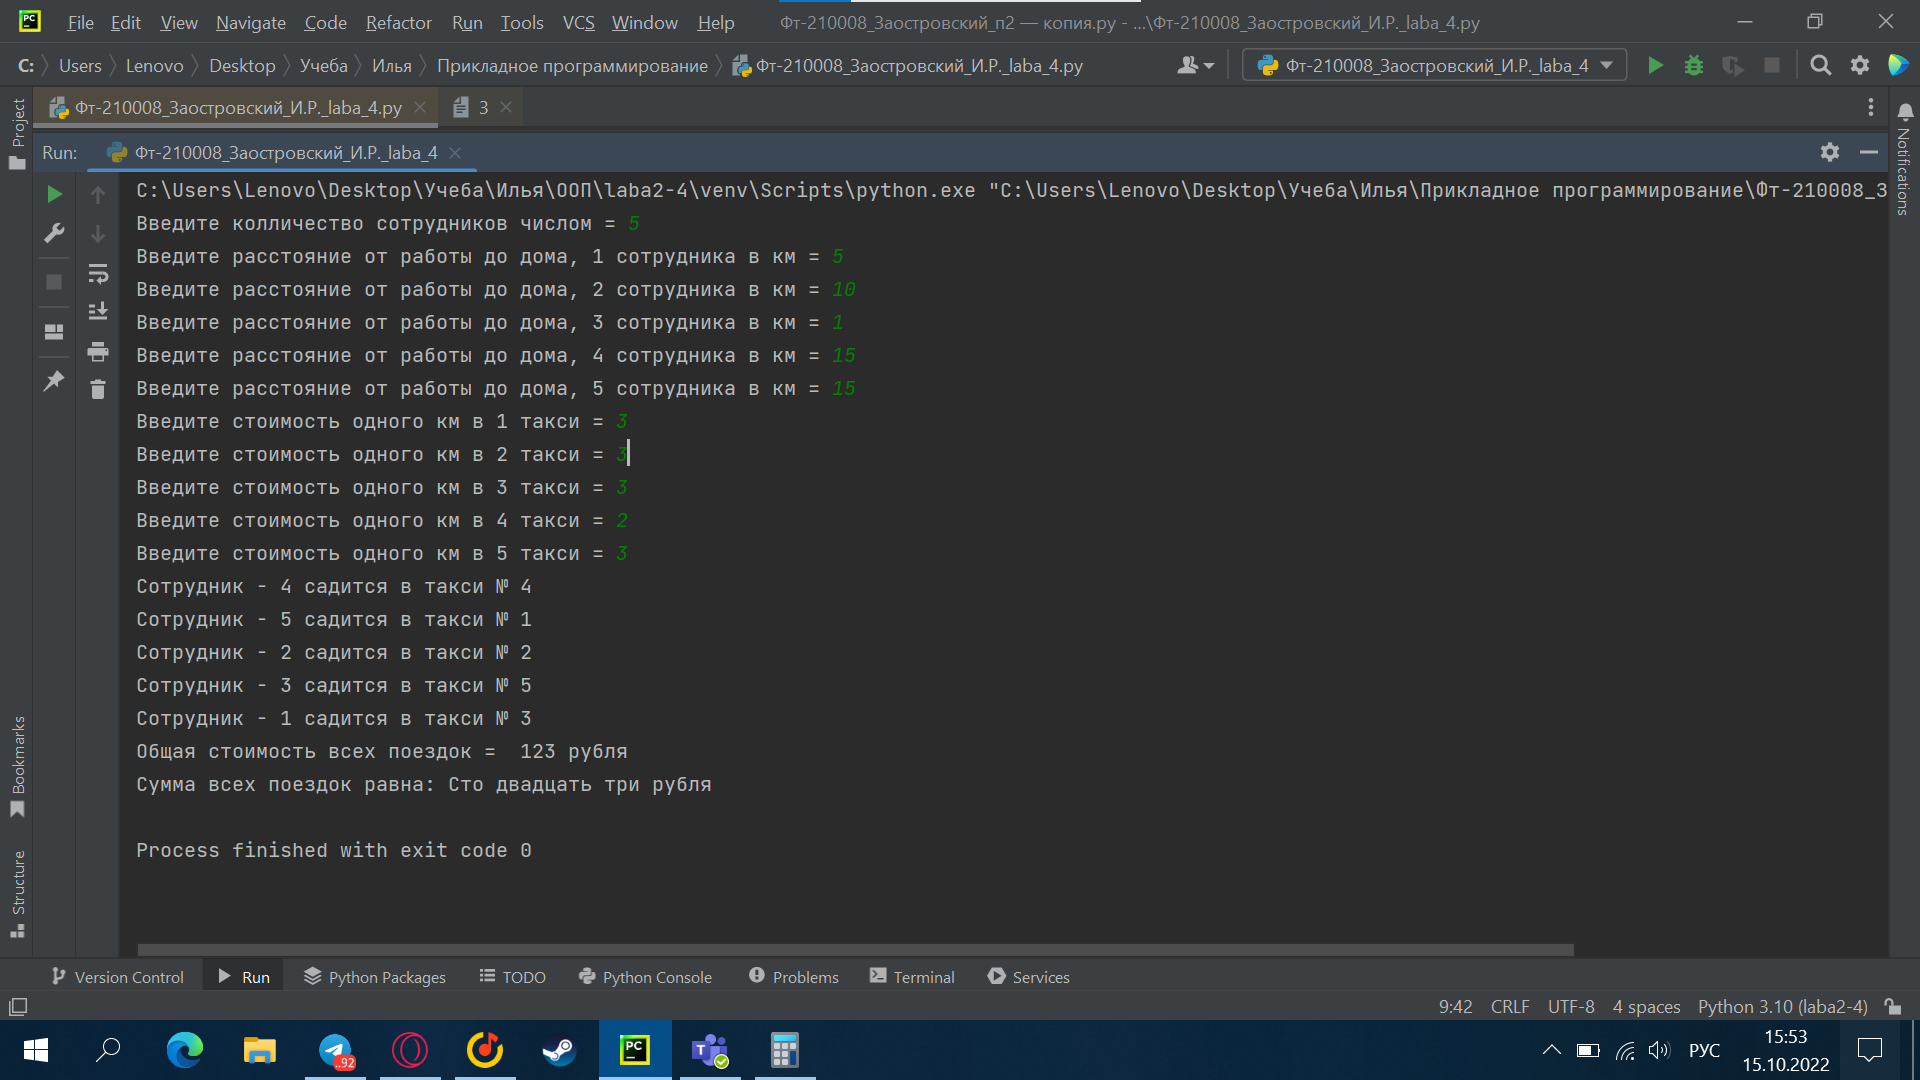 PC File Edit View Navigate Code Refactor Run Tools VCS Window Help Фт-210008_Заостровский_п2 — копия.py - ...\Фт-210008_Заостровский_И.Р._laba_4.py
C: Users Lenovo Desktop Учеба Илья Прикладное программирование Фт-210008_Заостровский_И.Р._laba_4.py Фт-210008_Заостровский_И.Р._laba_4
Фт-210008_Заостровский_И.Р._laba_4.py 3
Project
Notifications
Run: Фт-210008_Заостровский_И.Р._laba_4
C:\Users\Lenovo\Desktop\Учеба\Илья\ООП\laba2-4\venv\Scripts\python.exe "C:\Users\Lenovo\Desktop\Учеба\Илья\Прикладное программирование\Фт-210008_З
Введите колличество сотрудников числом = 5
Введите расстояние от работы до дома, 1 сотрудника в км = 5
Введите расстояние от работы до дома, 2 сотрудника в км = 10
Введите расстояние от работы до дома, 3 сотрудника в км = 1
Введите расстояние от работы до дома, 4 сотрудника в км = 15
Введите расстояние от работы до дома, 5 сотрудника в км = 15
Введите стоимость одного км в 1 такси = 3
Введите стоимость одного км в 2 такси = 3
Введите стоимость одного км в 3 такси = 3
Введите стоимость одного км в 4 такси = 2
Введите стоимость одного км в 5 такси = 3
Сотрудник - 4 садится в такси № 4
Сотрудник - 5 садится в такси № 1
Сотрудник - 2 садится в такси № 2
Сотрудник - 3 садится в такси № 5
Сотрудник - 1 садится в такси № 3
Общая стоимость всех поездок =  123 рубля
Сумма всех поездок равна: Сто двадцать три рубля
Process finished with exit code 0
Bookmarks
Structure
Version Control Run Python Packages TODO Python Console Problems Terminal Services
9:42 CRLF UTF-8 4 spaces Python 3.10 (laba2-4)
..92 PC T РУС 15:53
15.10.2022